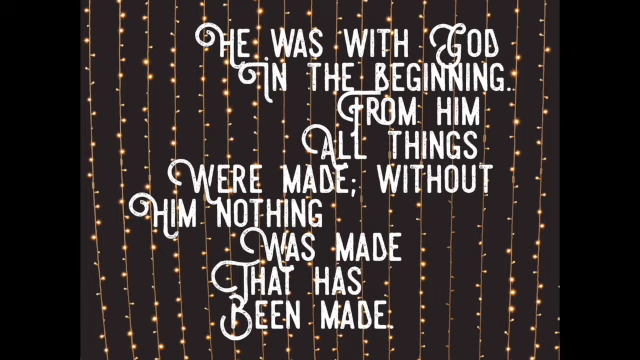 He was with God
In the Beginning.
From him
All things
Were made; without
Him nothing
Was made
That has
Been made.